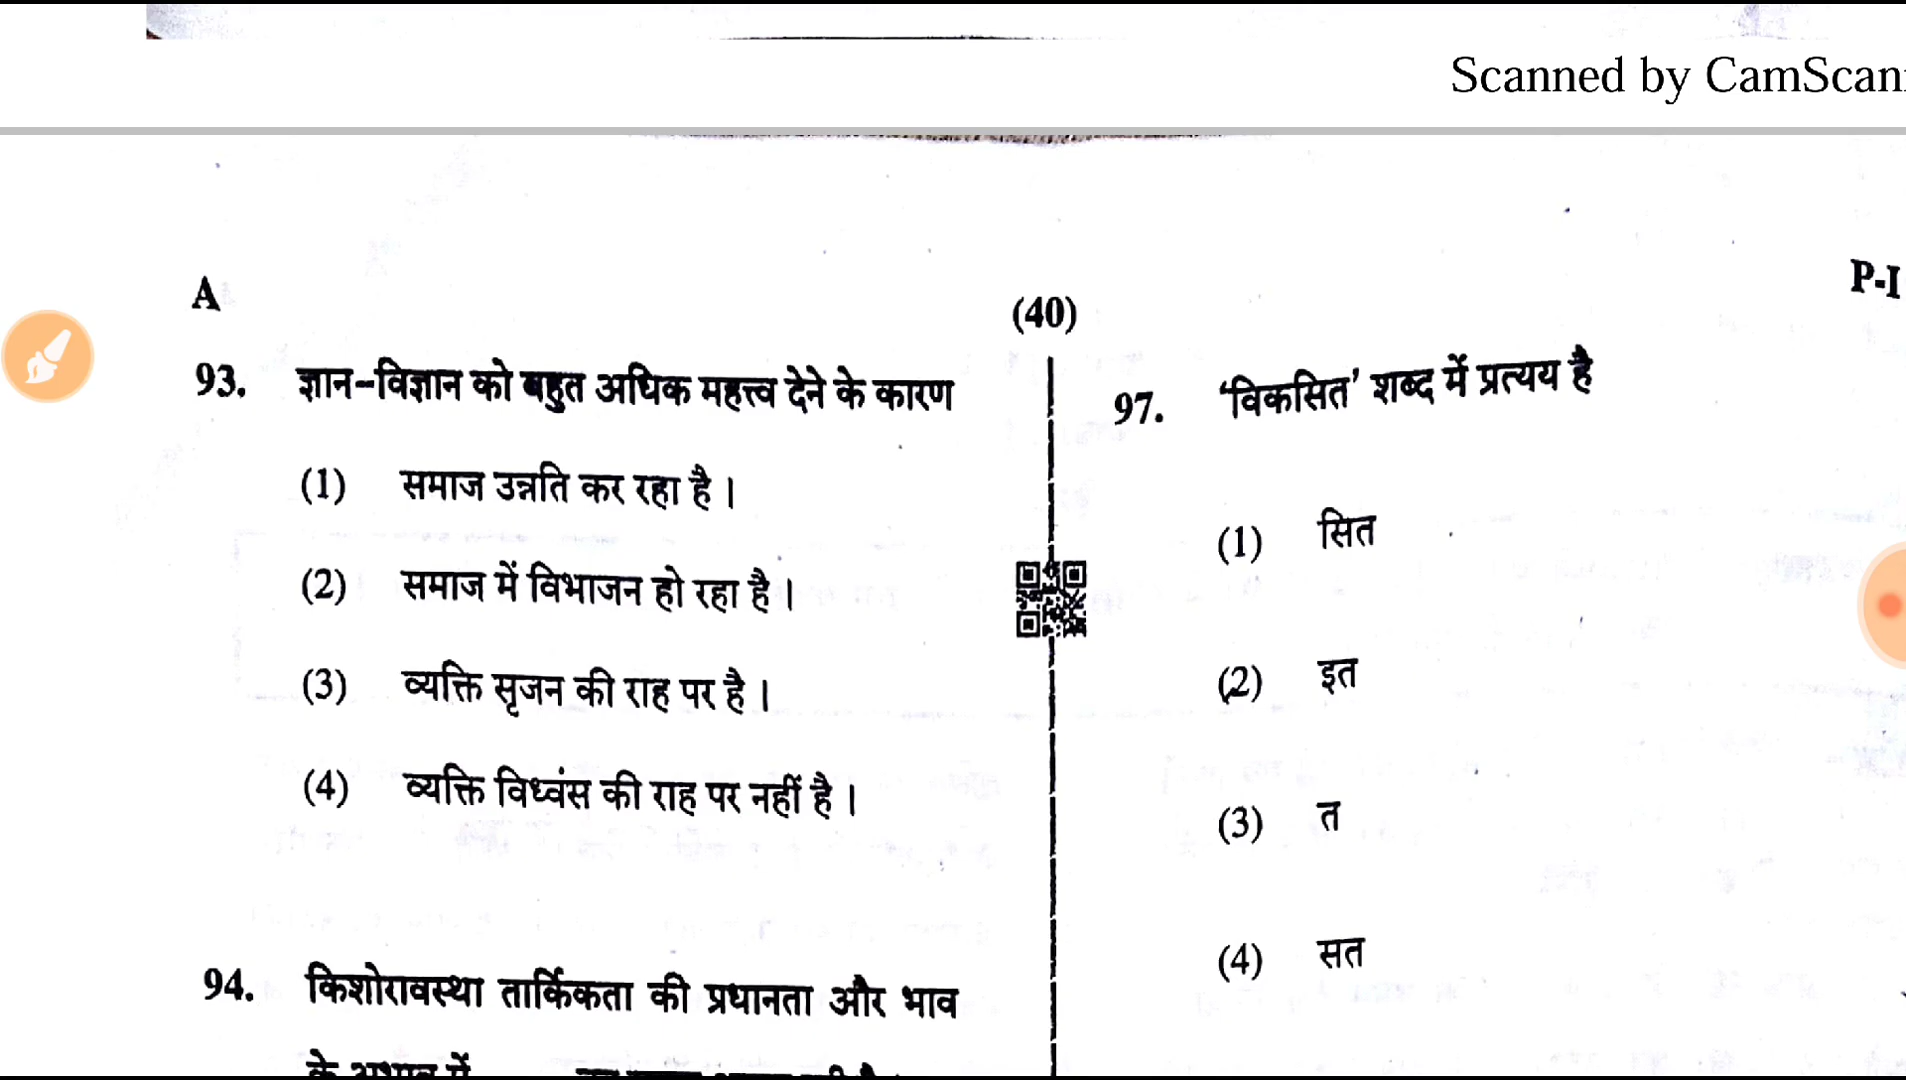 Scanned by CamScan
A
(40)
P-I
93. ज्ञान-विज्ञान को बहुत अधिक महत्त्व देने के कारण
(1) समाज उन्नति कर रहा है।
(2) समाज में विभाजन हो रहा है।
(3) व्यक्ति सृजन की राह पर है।
(4) व्यक्ति विध्वंस की राह पर नहीं है।
94. किशोरावस्था तार्किकता की प्रधानता और भाव
के अभाव में
97. ‘विकसित’ शब्द में प्रत्यय है
(1) सित
(2) इत
(3) त
(4) सत